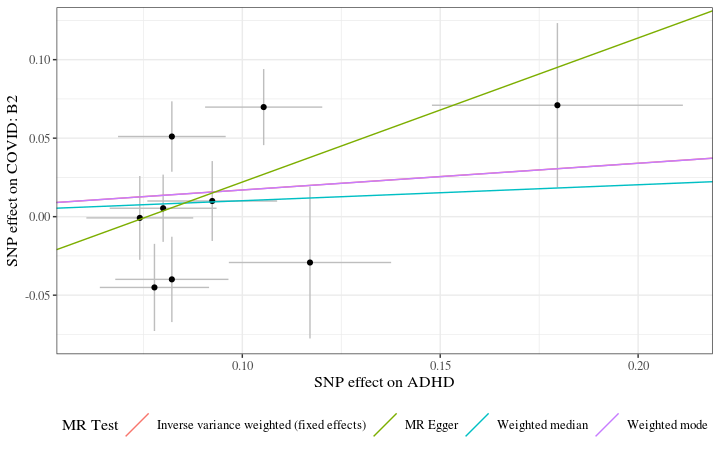 SNP effect on COVID: B2
0.10
0.05
0.00
-0.05
0.10 0.15 0.20
SNP effect on ADHD
MR Test Inverse variance weighted (fixed effects) MR Egger Weighted median Weighted mode